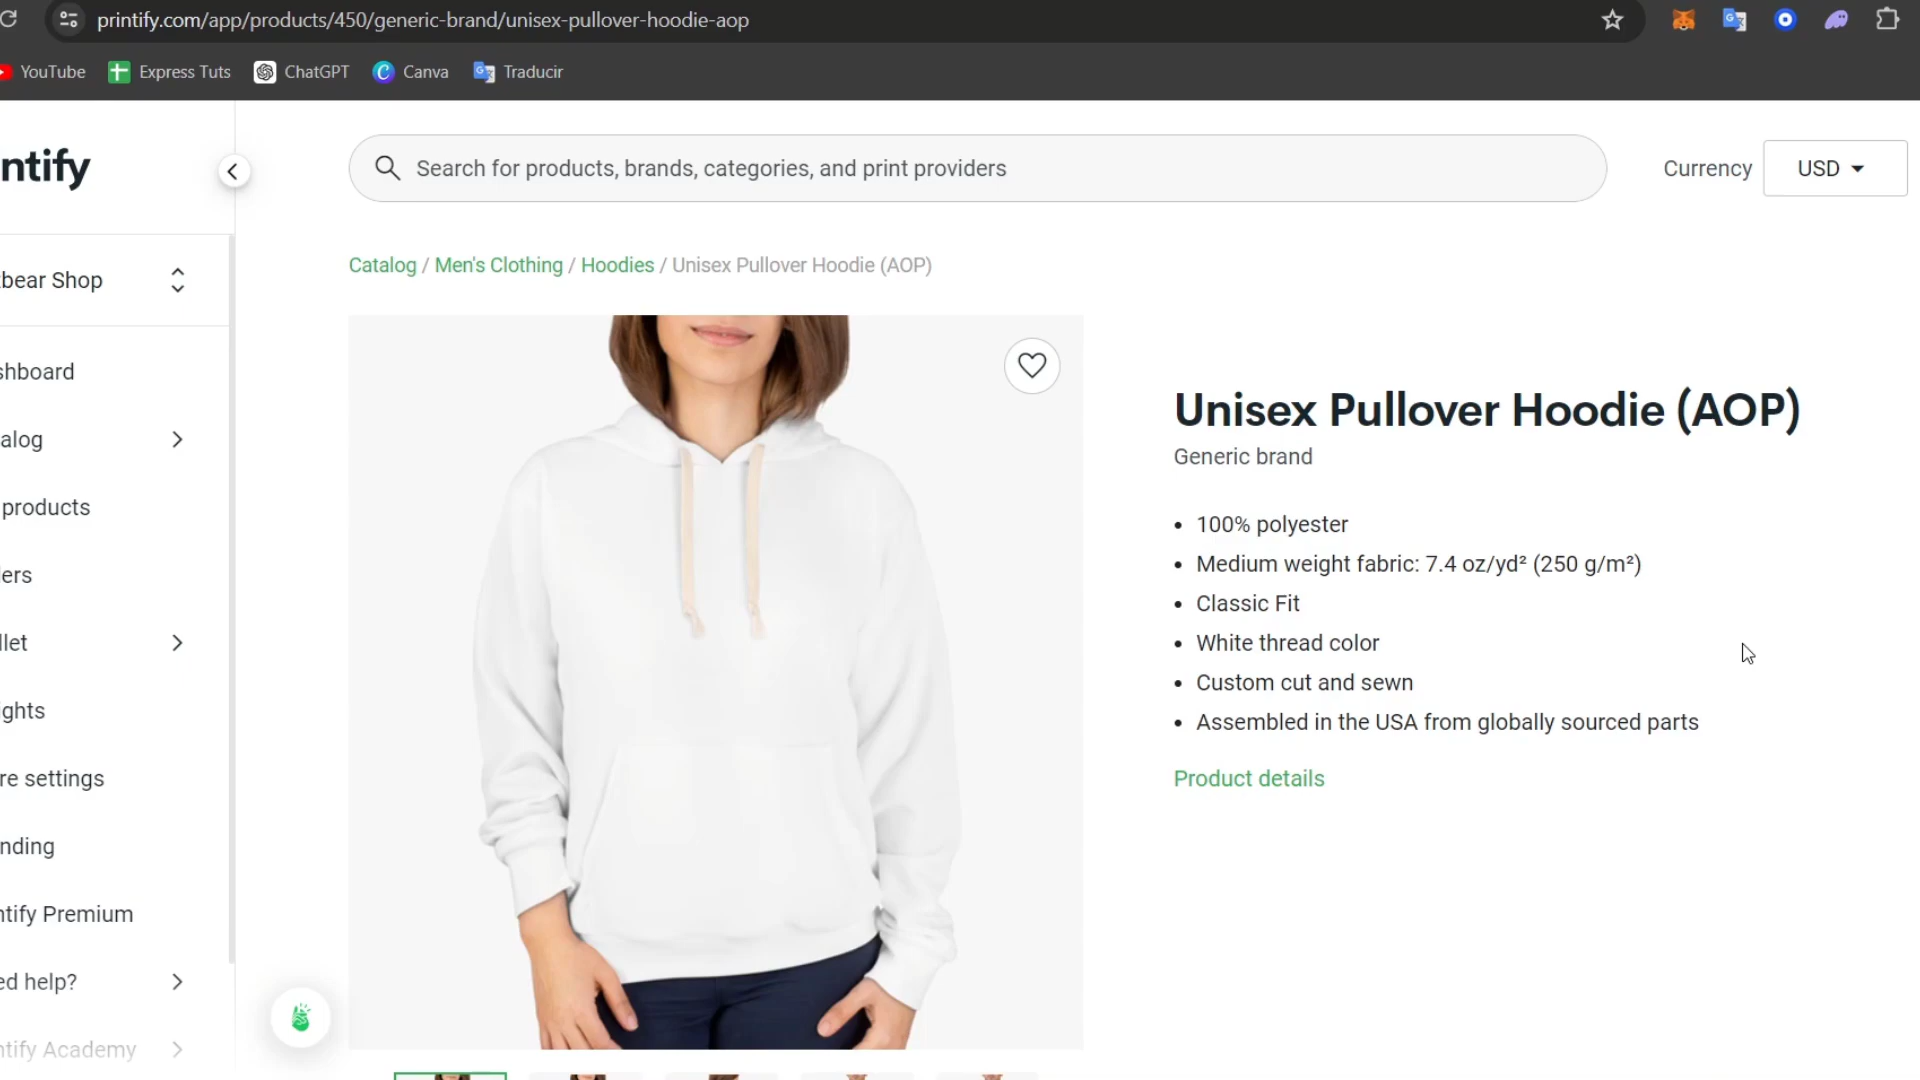 printify.com/app/products/450/generic-brand/unisex-pullover-hoodie-aop
YouTube
Express Tuts
ChatGPT
Canva
Traducir
ntify
Search for products, brands, categories, and print providers
Currency
USD
bear Shop
Catalog / Men's Clothing / Hoodies / Unisex Pullover Hoodie (AOP)
shboard
alog
products
ers
llet
ights
re settings
nding
ntify Premium
ed help?
ntify Academy
Unisex Pullover Hoodie (AOP)
Generic brand
• 100% polyester
• Medium weight fabric: 7.4 oz/yd² (250 g/m²)
• Classic Fit
• White thread color
• Custom cut and sewn
• Assembled in the USA from globally sourced parts
Product details